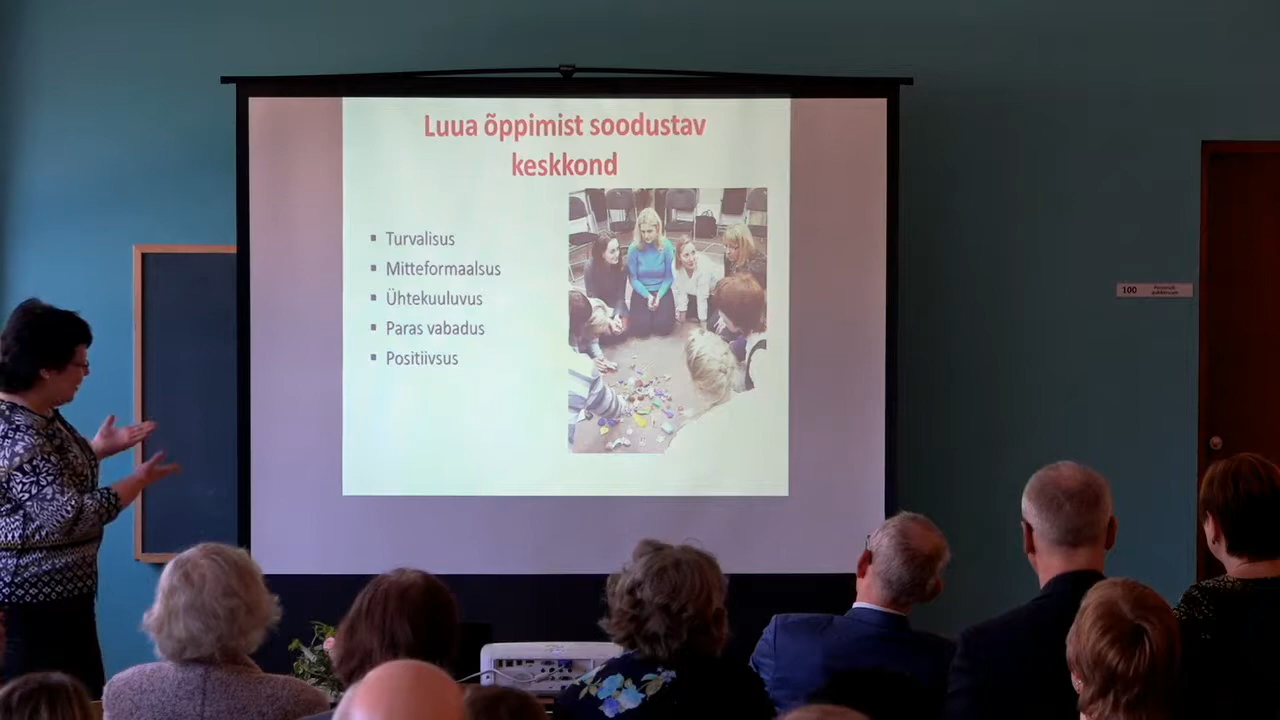 Luua õppimist soodustav
keskkond
Turvalisus
Mitteformaalsus
Ühtekuuluvus
Paras vabadus
Positiivsus
100